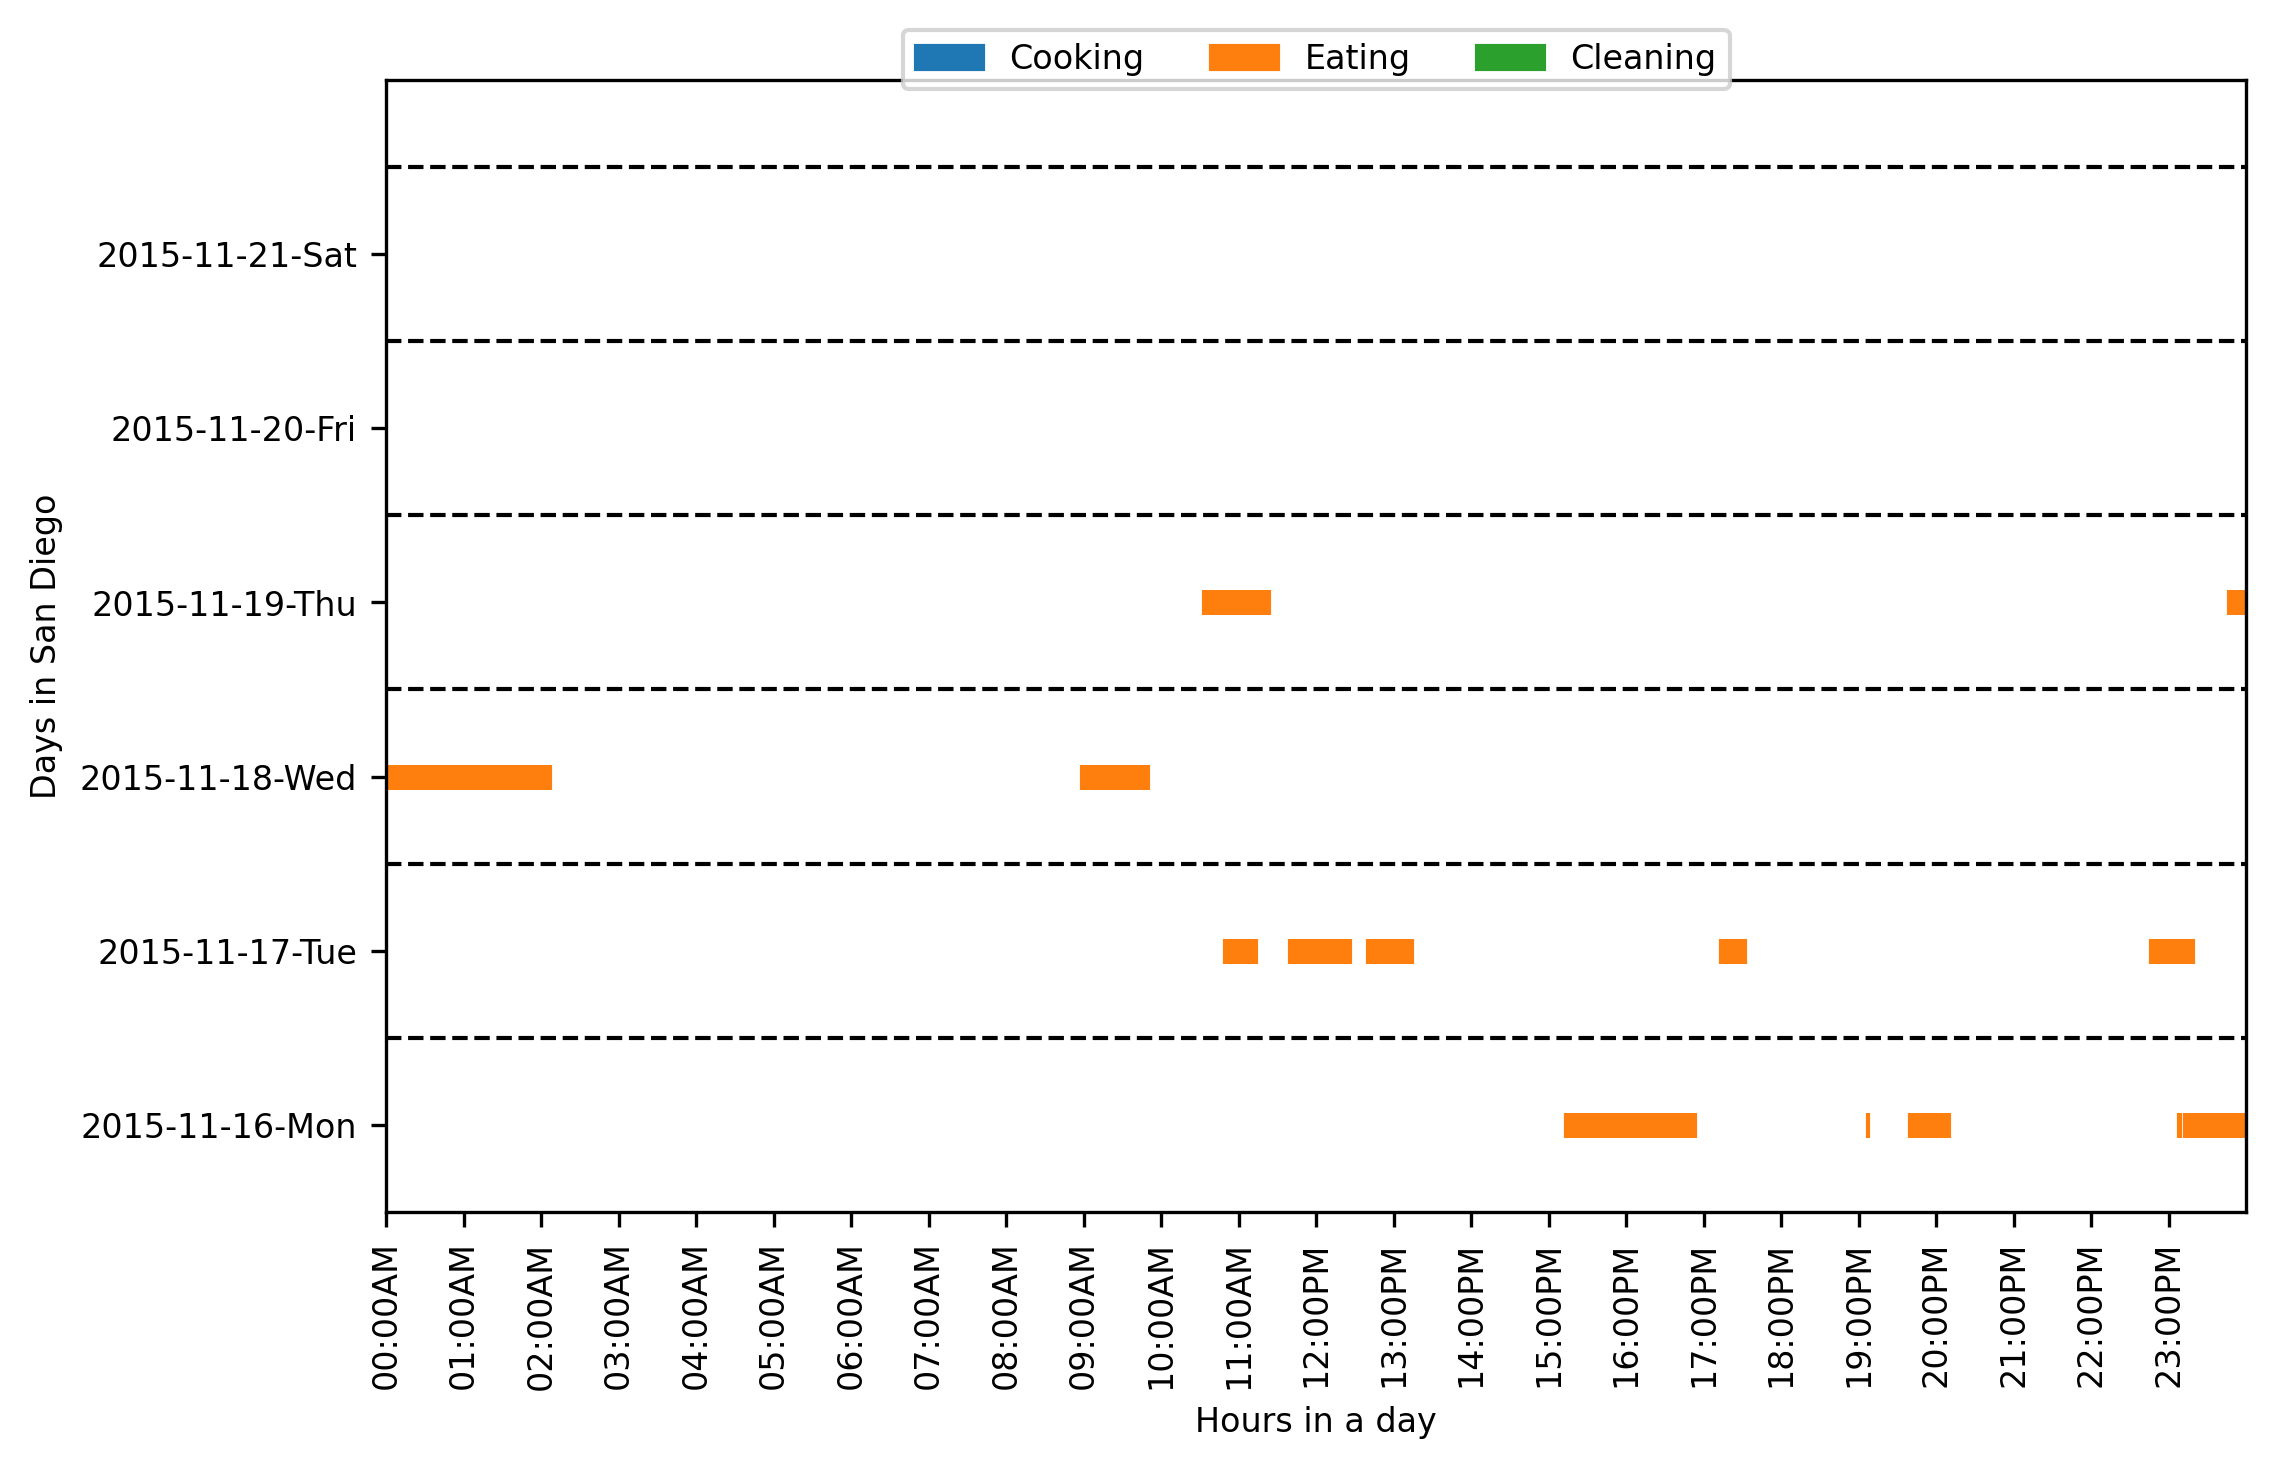 Cooking Eating Cleaning
Days in San Diego
2015-11-21-Sat
2015-11-20-Fri
2015-11-19-Thu
2015-11-18-Wed
2015-11-17-Tue
2015-11-16-Mon
00:00AM
01:00AM
02:00AM
03:00AM
04:00AM
05:00AM
06:00AM
07:00AM
08:00AM
09:00AM
10:00AM
11:00AM
12:00PM
13:00PM
14:00PM
15:00PM
16:00PM
17:00PM
18:00PM
19:00PM
20:00PM
21:00PM
22:00PM
23:00PM
Hours in a day